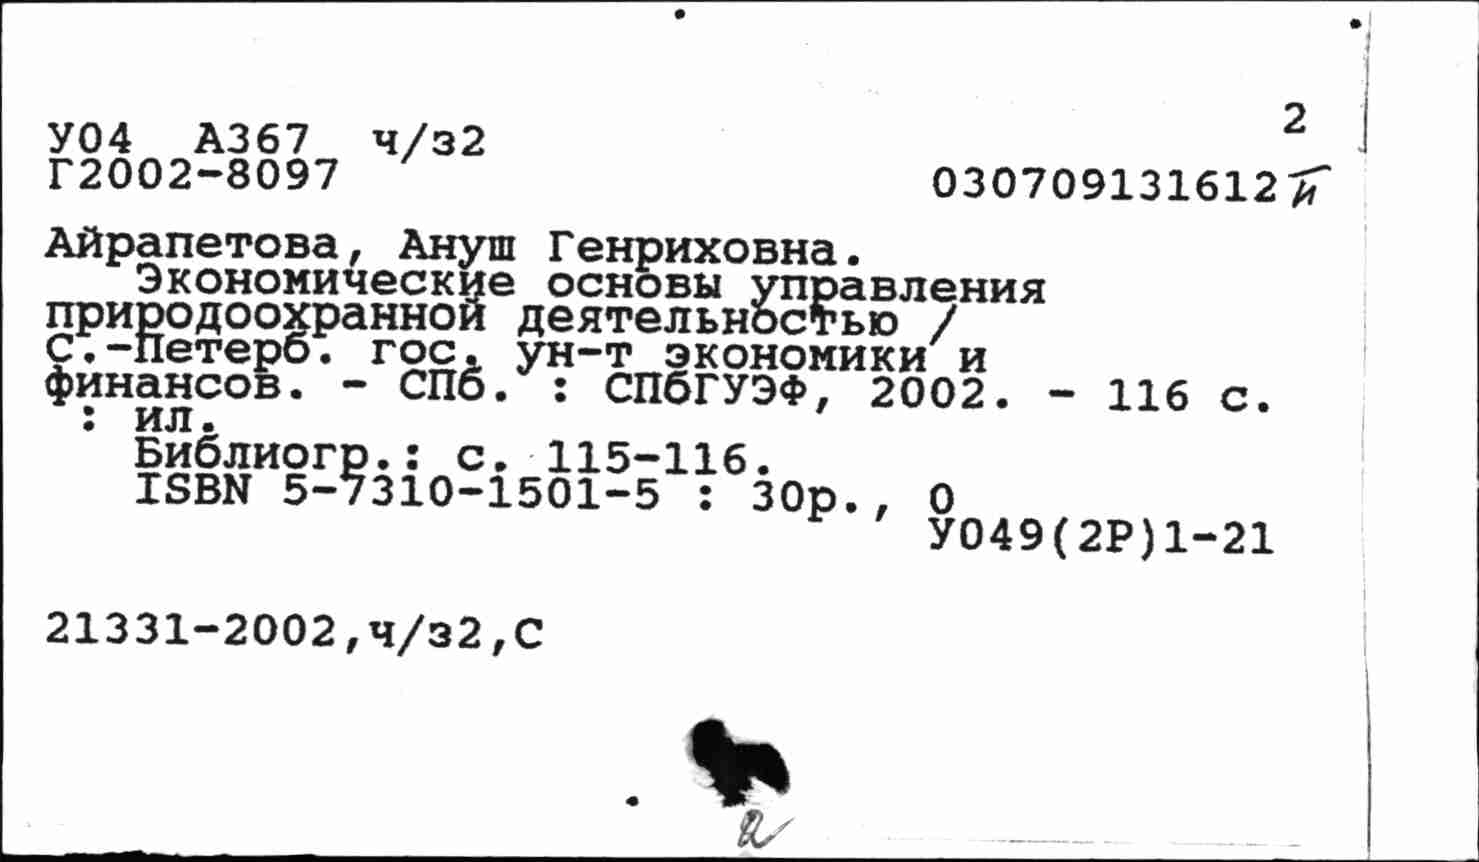 2
У04 А367 ч/з2
Г2002-8097
030709131612 й
Айрапетова, Ануш Генриховна.
Экономические основы управления
природоохранной деятельностью /
С.-Петерб. гос. ун-т экономики и
финансов. - СПб. : СПбГУЭФ, 2002. - 116 с.
: ил.
Библиогр.: с. 115-116.
ISBN 5-7310-1501-5 : 30р., 0
У049(2Р)1-21
21331-2002,ч/з2,С